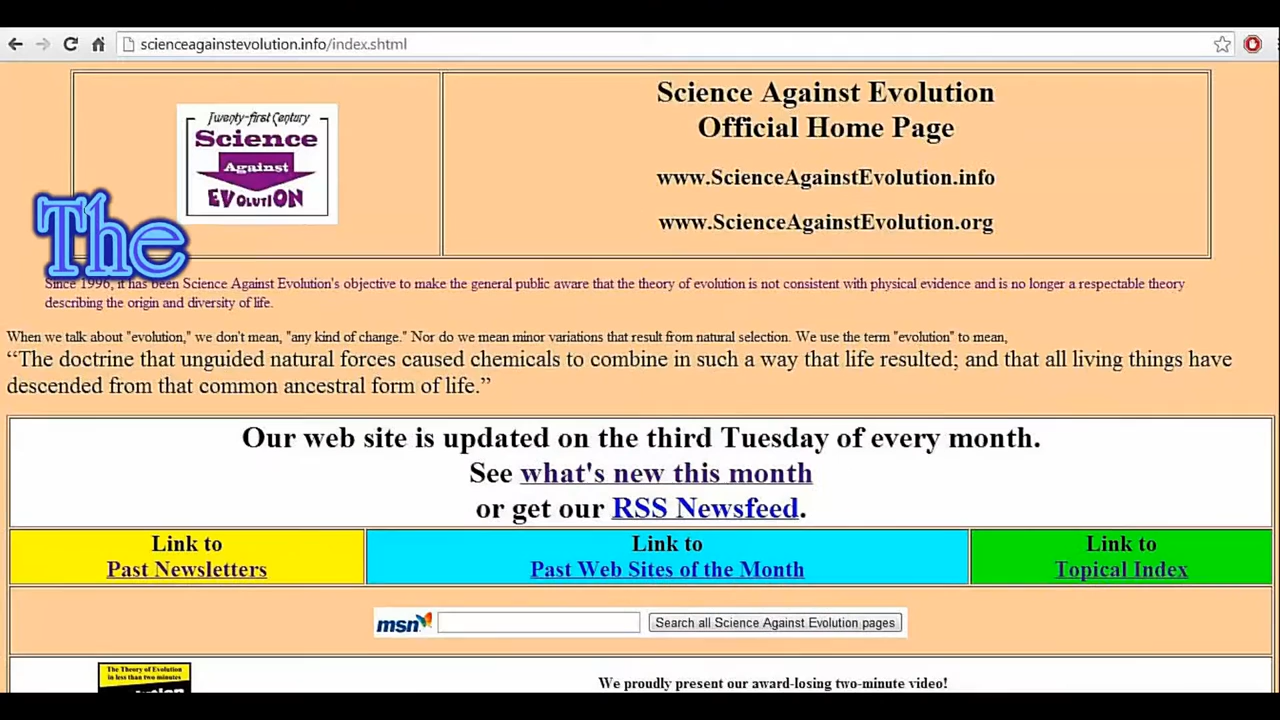 scienceagainstevolution.info/index.shtml
Twenty-first Century
Science
Against
EVOLUTION
Science Against Evolution
Official Home Page
www.ScienceAgainstEvolution.info
www.ScienceAgainstEvolution.org
The
Since 1996, it has been Science Against Evolution's objective to make the general public aware that the theory of evolution is not consistent with physical evidence and is no longer a respectable theory
describing the origin and diversity of life.
When we talk about "evolution," we don't mean, "any kind of change." Nor do we mean minor variations that result from natural selection. We use the term "evolution" to mean,
“The doctrine that unguided natural forces caused chemicals to combine in such a way that life resulted; and that all living things have
descended from that common ancestral form of life.”
Our web site is updated on the third Tuesday of every month.
See what's new this month
or get our RSS Newsfeed.
Link to
Past Newsletters
Link to
Past Web Sites of the Month
Link to
Topical Index
msn
Search all Science Against Evolution pages
The Theory of Evolution
in less than two minutes
We proudly present our award-losing two-minute video!